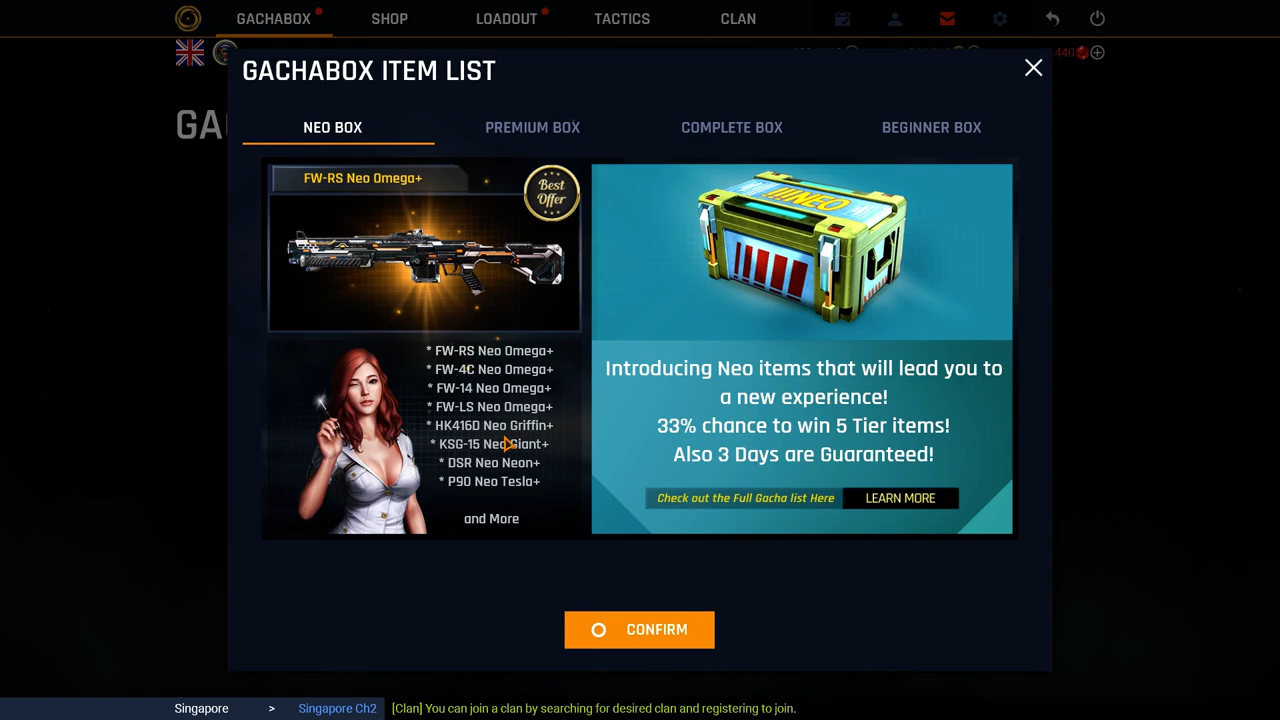 GACHABOX
SHOP
LOADOUT
TACTICS
CLAN
GACHABOX ITEM LIST
NEO BOX
PREMIUM BOX
COMPLETE BOX
BEGINNER BOX
FW-RS Neo Omega+
Best
Offer
NEO
* FW-RS Neo Omega+
* FW-4C Neo Omega+
* FW-14 Neo Omega+
* FW-LS Neo Omega+
* HK416D Neo Griffin+
* KSG-15 Neo Giant+
* DSR Neo Neon+
* P90 Neo Tesla+
and More
Introducing Neo items that will lead you to
a new experience!
33% chance to win 5 Tier items!
Also 3 Days are Guaranteed!
Check out the Full Gacha list Here
LEARN MORE
CONFIRM
Singapore > Singapore Ch2
[Clan] You can join a clan by searching for desired clan and registering to join.